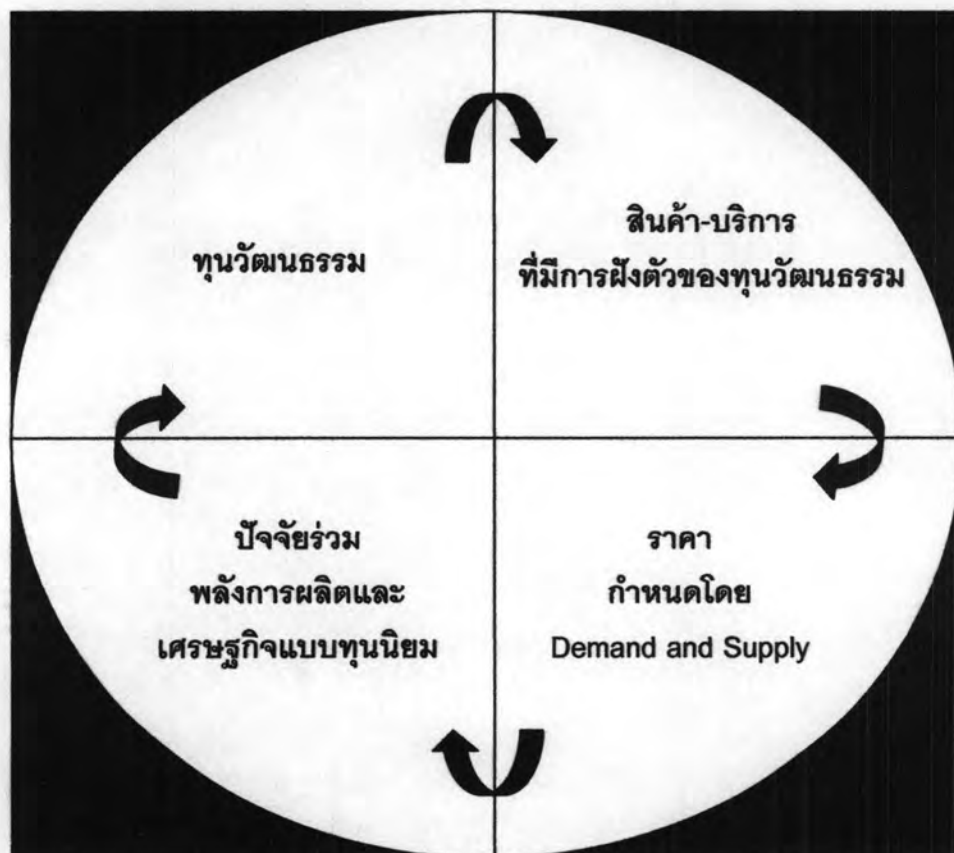 ทุนวัฒนธรรม
สินค้า-บริการ
ที่มีการฝังตัวของทุนวัฒนธรรม
ปัจจัยร่วม
พลังการผลิตและ
เศรษฐกิจแบบทุนนิยม
ราคา
กำหนดโดย
Demand and Supply